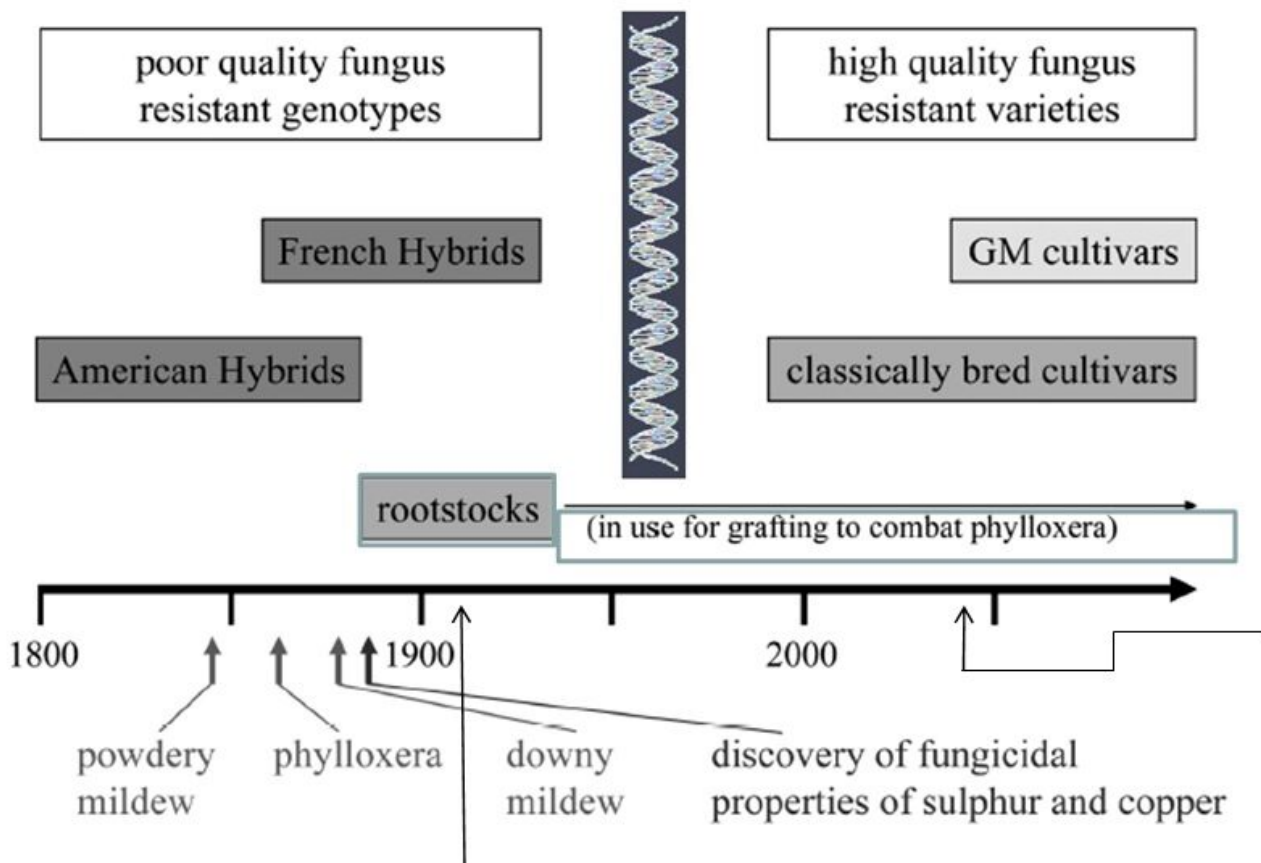 poor quality fungus
resistant genotypes
high quality fungus
resistant varieties
French Hybrids
GM cultivars
American Hybrids
classically bred cultivars
rootstocks
(in use for grafting to combat phylloxera)
1800
1900
2000
powdery
mildew
phylloxera
downy
mildew
discovery of fungicidal
properties of sulphur and copper